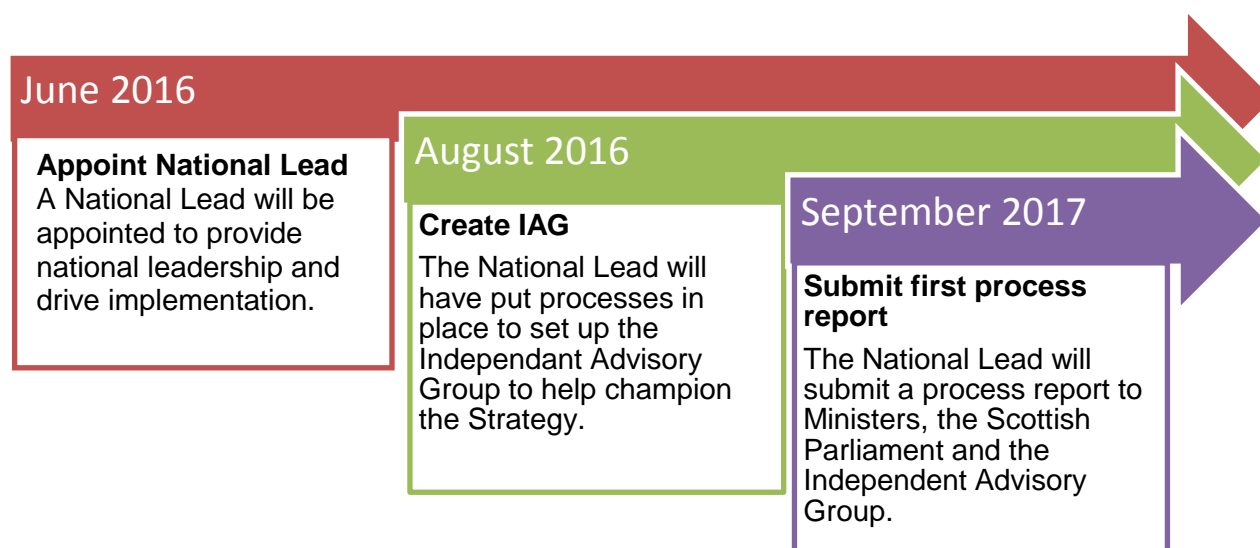 June 2016
Appoint National Lead
A National Lead will be
appointed to provide
national leadership and
drive implementation.
August 2016
Create IAG
The National Lead will
have put processes in
place to set up the
Independant Advisory
Group to help champion
the Strategy.
September 2017
Submit first process
report
The National Lead will
submit a process report to
Ministers, the Scottish
Parliament and the
Independent Advisory
Group.